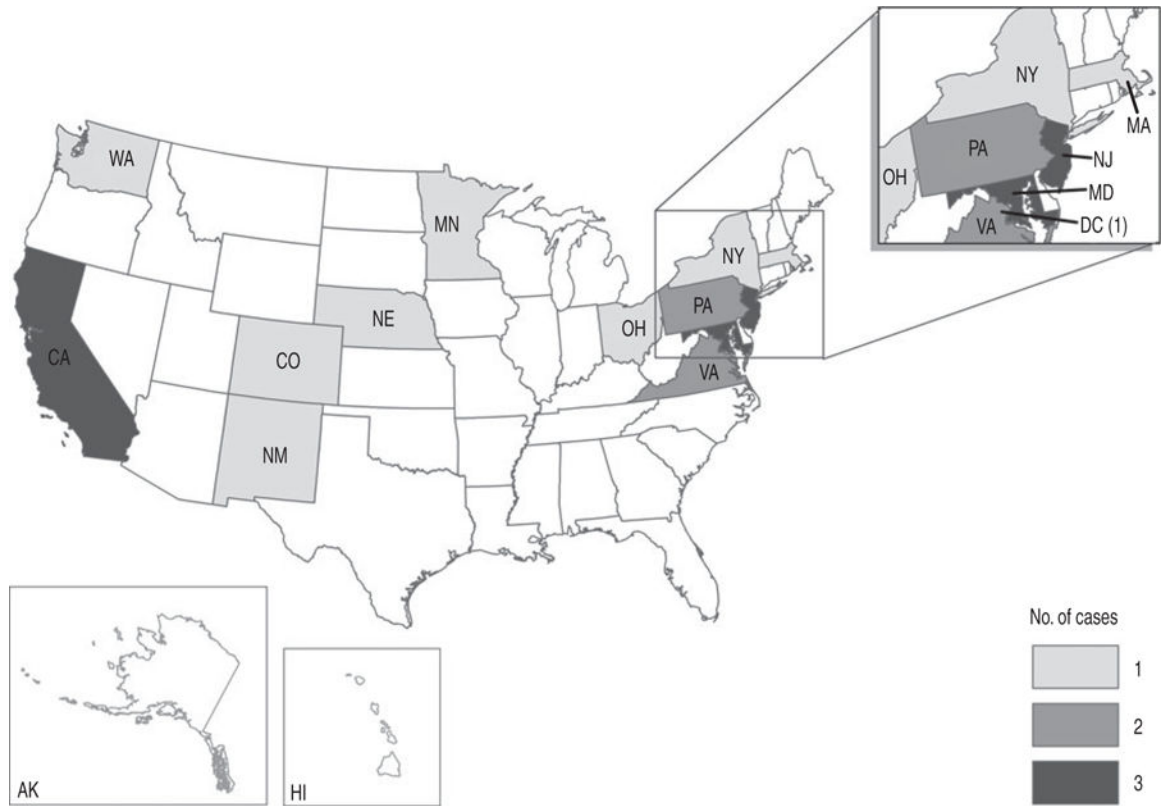 NY
MA
PA
NJ
OH
MD
VA
DC (1)
WA
MN
NY
NE
PA
OH
CO
CA
VA
NM
AK
HI
No. of cases
1
2
3